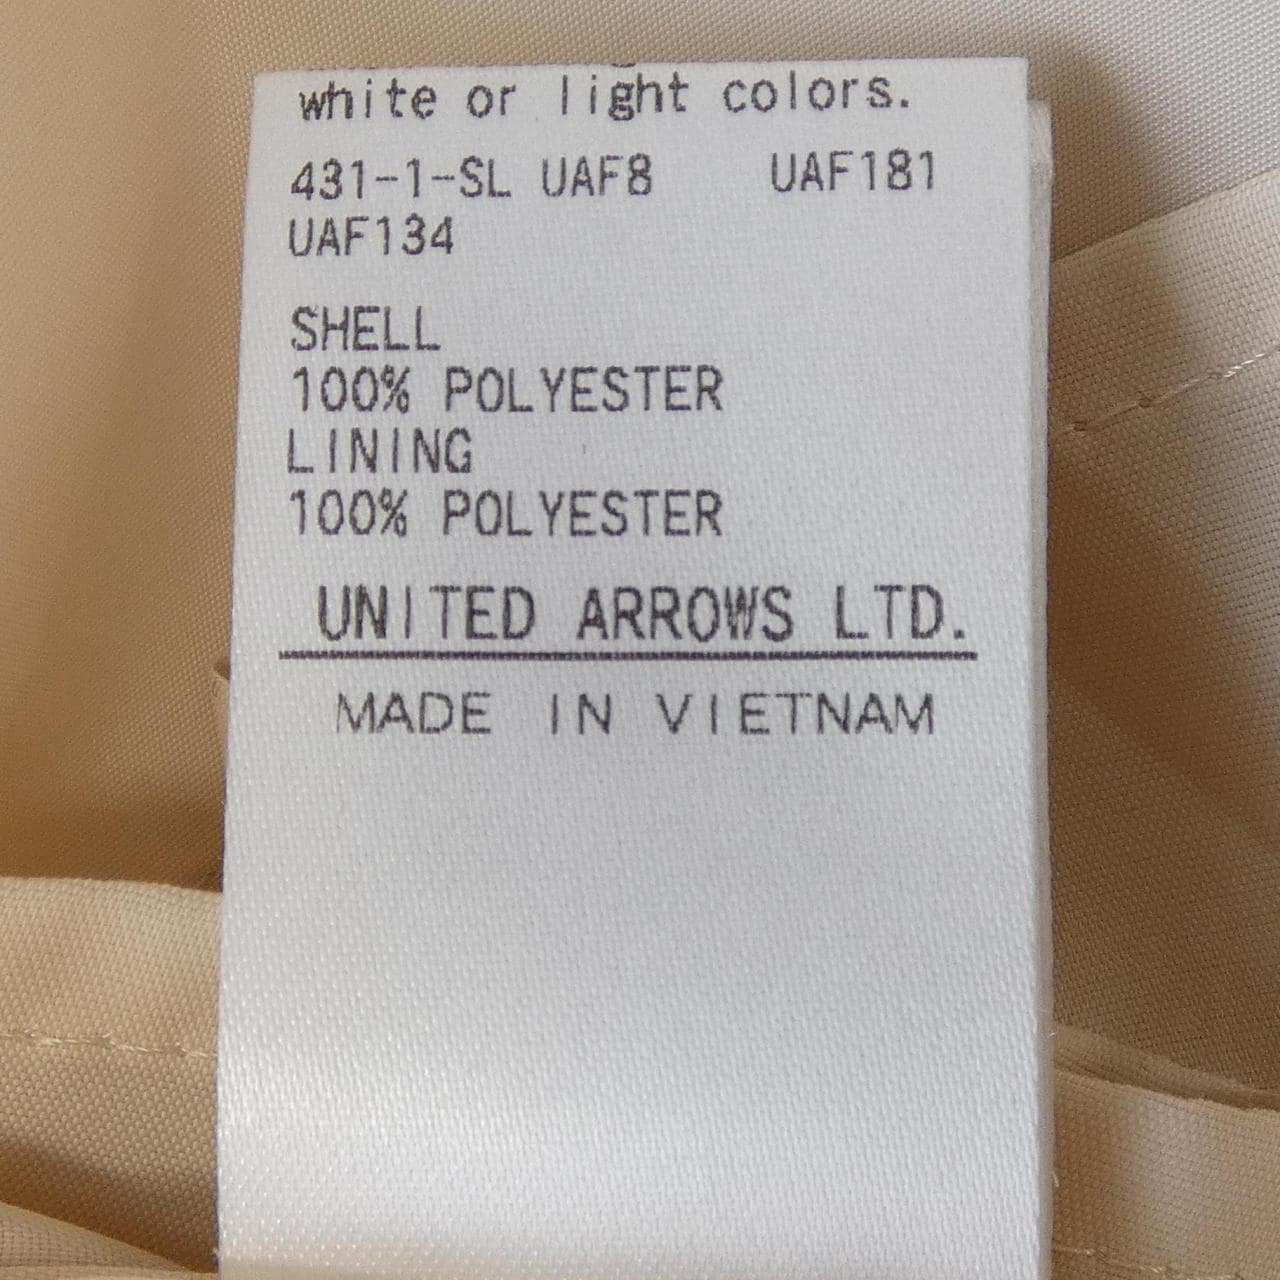 white or light colors.
431-1-SL UAF8 UAF181
UAF134
SHELL
100% POLYESTER
LINING
100% POLYESTER
UNITED ARROWS LTD.
MADE IN VIETNAM